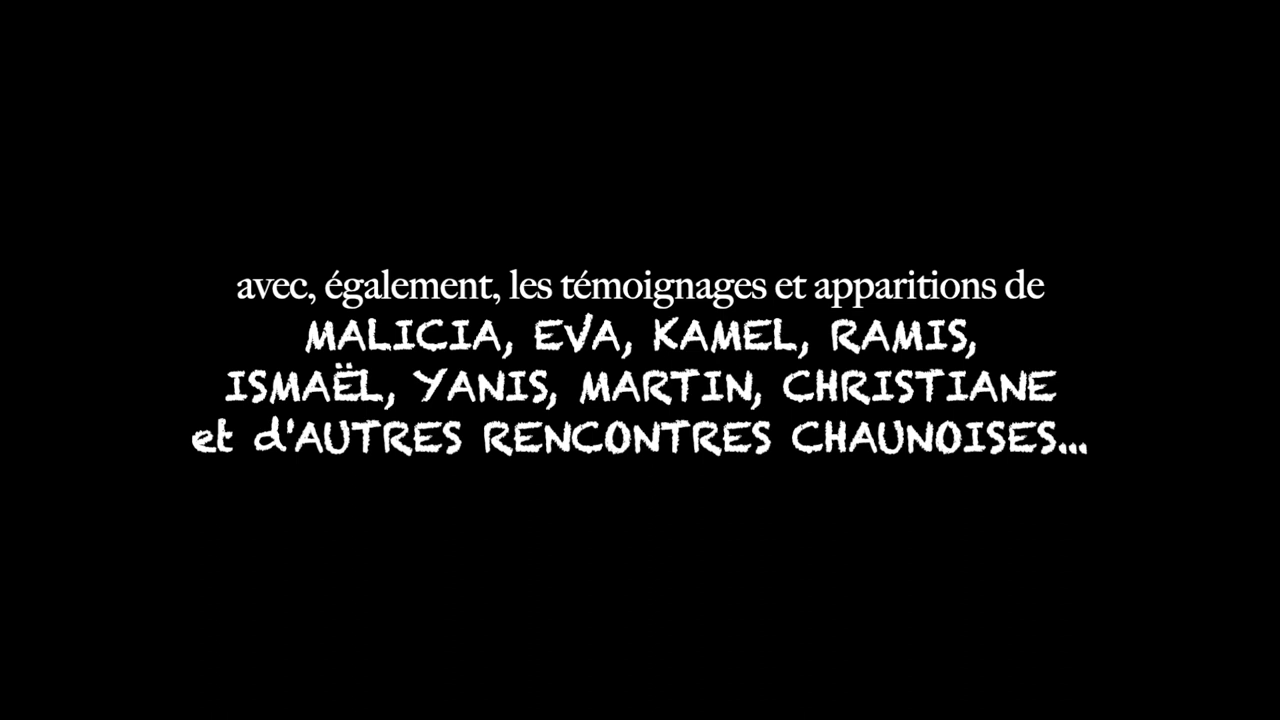 avec, également, les témoignages et apparitions de
MALICIA, EVA, KAMEL, RAMIS,
ISMAËL, YANIS, MARTIN, CHRISTIANE
et d'AUTRES RENCONTRES CHAUNOISES...